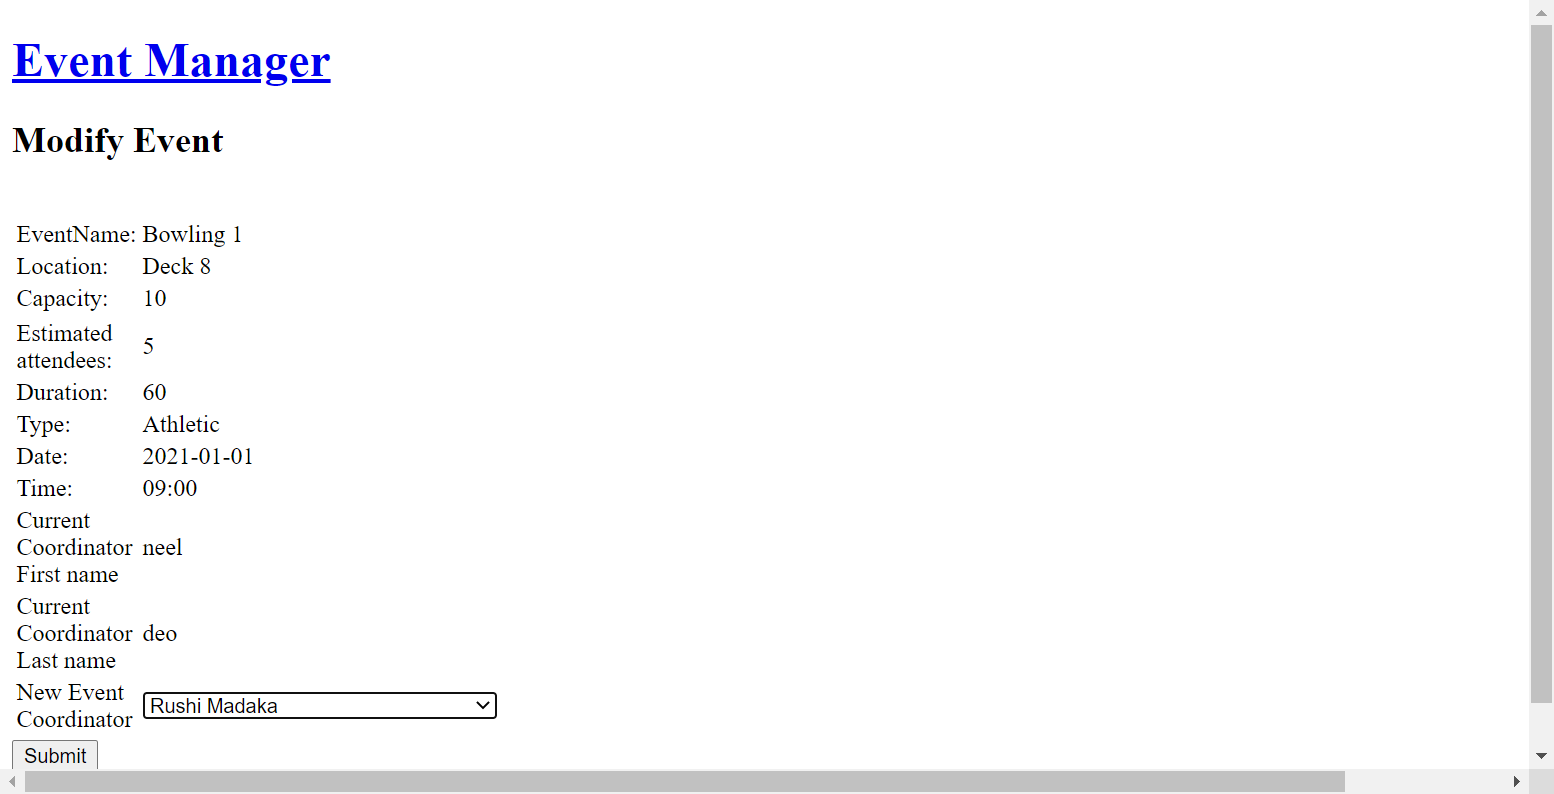 Event Manager
Modify Event
EventName: Bowling 1
Location: Deck 8
Capacity: 10
Estimated
attendees: 5
Duration: 60
Type: Athletic
Date: 2021-01-01
Time: 09:00
Current
Coordinator neel
First name
Current
Coordinator deo
Last name
New Event
Coordinator Rushi Madaka
Submit